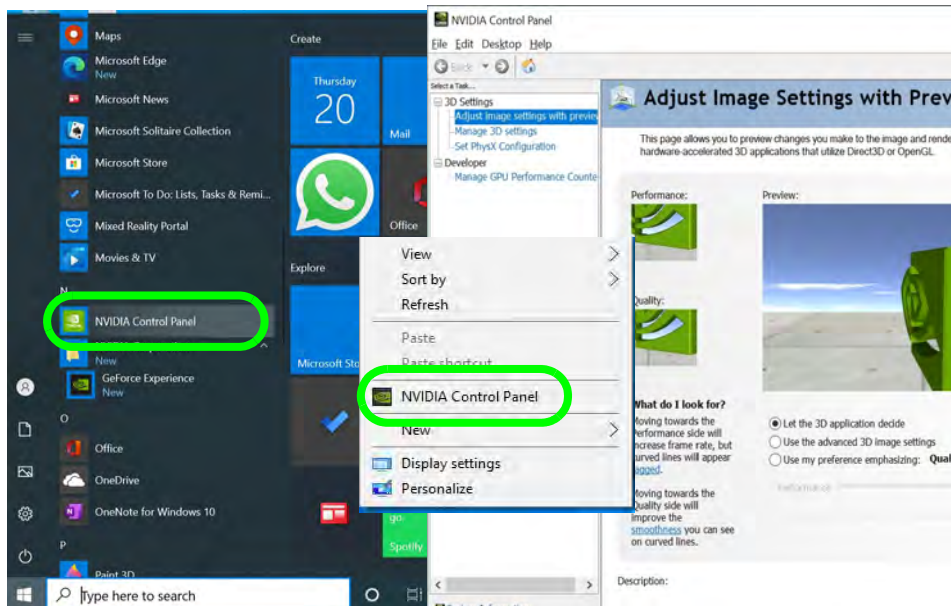 Maps
Microsoft Edge
New
Microsoft News
Microsoft Solitaire Collection
Microsoft Store
Microsoft To Do: Lists, Tasks & Remi...
Mixed Reality Portal
Movies & TV
N
NVIDIA Control Panel
New
GeForce Experience
New
O
Office
OneDrive
OneNote for Windows 10
P
Paint 3D
Type here to search
Create
Thursday
20
Mail
Office
Explore
Microsoft Sto
go.
Spotify
View
Sort by
Refresh
Paste
Paste shortcut
NVIDIA Control Panel
New
Display settings
Personalize
NVIDIA Control Panel
File Edit Desktop Help
Back
Select a Task...
3D Settings
Adjust image settings with preview
Manage 3D settings
Set PhysX Configuration
Developer
Manage GPU Performance Counte
Adjust Image Settings with Prev
This page allows you to preview changes you make to the image and rende
hardware-accelerated 3D applications that utilize Direct3D or OpenGL.
Performance:
Preview:
Quality:
What do I look for?
Moving towards the
Performance side will
increase frame rate, but
curved lines will appear
jagged.
Moving towards the
Quality side will
improve the
smoothness you can see
on curved lines.
Let the 3D application decide
Use the advanced 3D image settings
Use my preference emphasizing: Qual
Performance
Description: